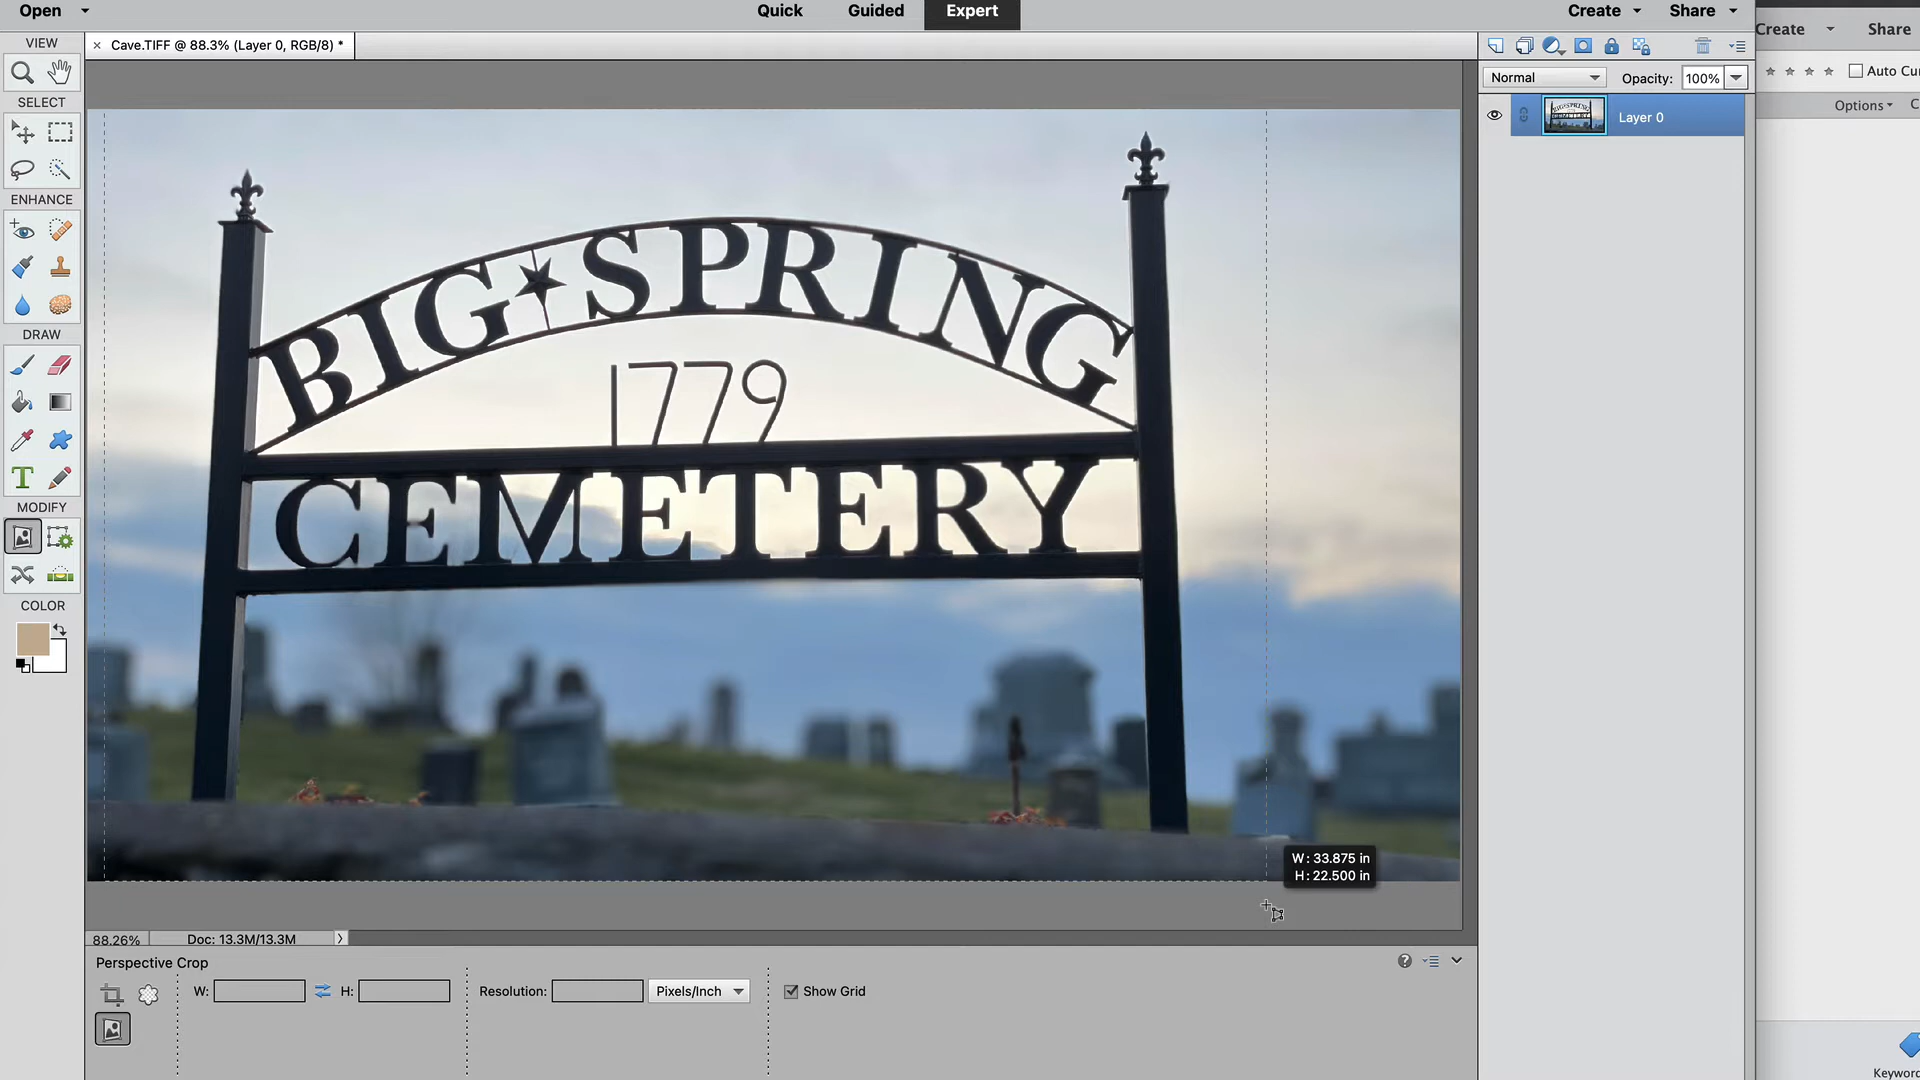 Open
Quick
Guided
Expert
Create
Share
VIEW
× Cave.TIFF @ 88.3% (Layer 0, RGB/8) *
Create
Share
Normal
Opacity: 100%
Auto Cu
SELECT
Options
C
Layer 0
ENHANCE
BIG★SPRING
1779
CEMETERY
DRAW
MODIFY
COLOR
W: 33.875 in
H: 22.500 in
88.26%
Doc: 13.3M/13.3M
Perspective Crop
W:
H:
Resolution:
Pixels/Inch
Show Grid
Keyword